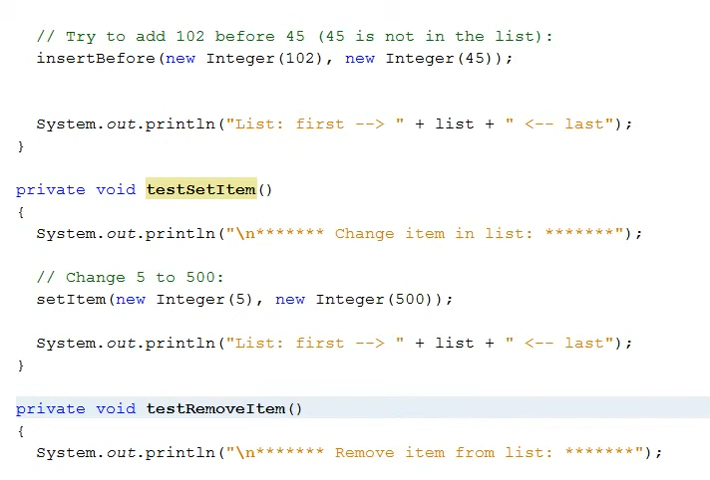 // Try to add 102 before 45 (45 is not in the list):
insertBefore(new Integer(102), new Integer(45));
System.out.println("List: first --> " + list + " <-- last");
}
private void testSetItem()
{
System.out.println("\n******* Change item in list: *******");
// Change 5 to 500:
setItem(new Integer(5), new Integer(500));
System.out.println("List: first --> " + list + " <-- last");
}
private void testRemoveItem()
{
System.out.println("\n******* Remove item from list: *******");